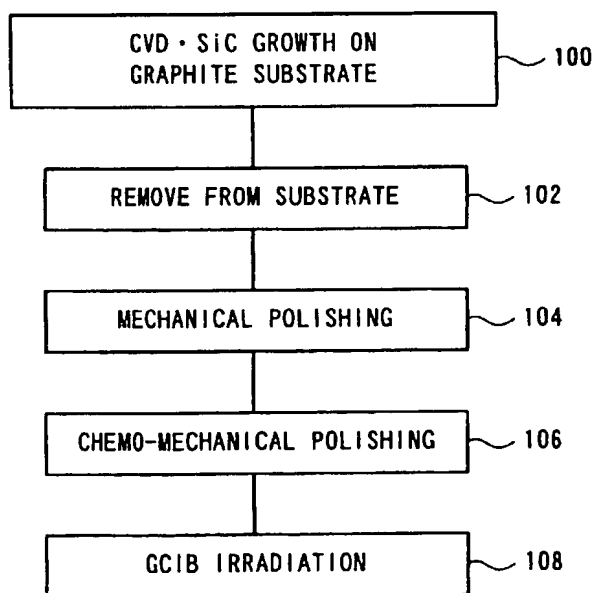 CVD・SiC GROWTH ON
GRAPHITE SUBSTRATE
100
REMOVE FROM SUBSTRATE
102
MECHANICAL POLISHING
104
CHEMO-MECHANICAL POLISHING
106
GCIB IRRADIATION
108